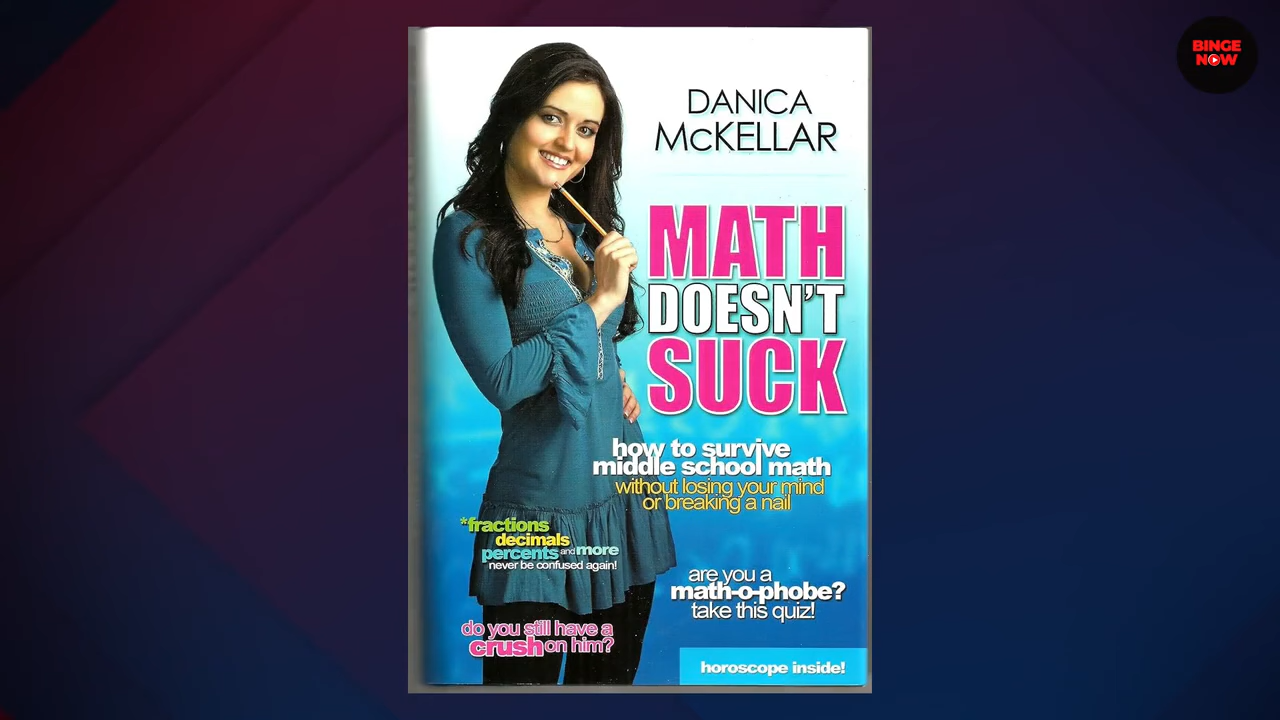 BINGE
NOW
DANICA
McKELLAR
MATH
DOESN'T
SUCK
how to survive
middle school math
without losing your mind
or breaking a nail
*fractions
decimals
percents and more
never be confused again!
are you a
math-o-phobe?
take this quiz!
do you still have a
crush on him?
horoscope inside!